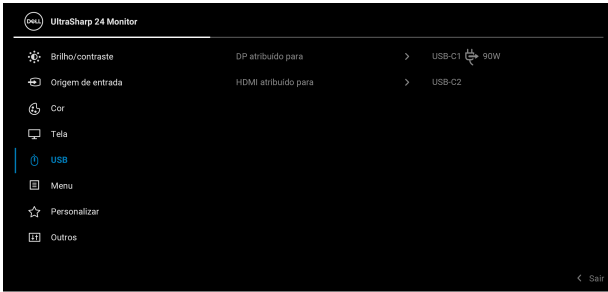 DELL UltraSharp 24 Monitor
Brilho/contraste DP atribuído para USB-C1 90W
Origem de entrada HDMI atribuído para USB-C2
Cor
Tela
USB
Menu
Personalizar
Outros
Sair